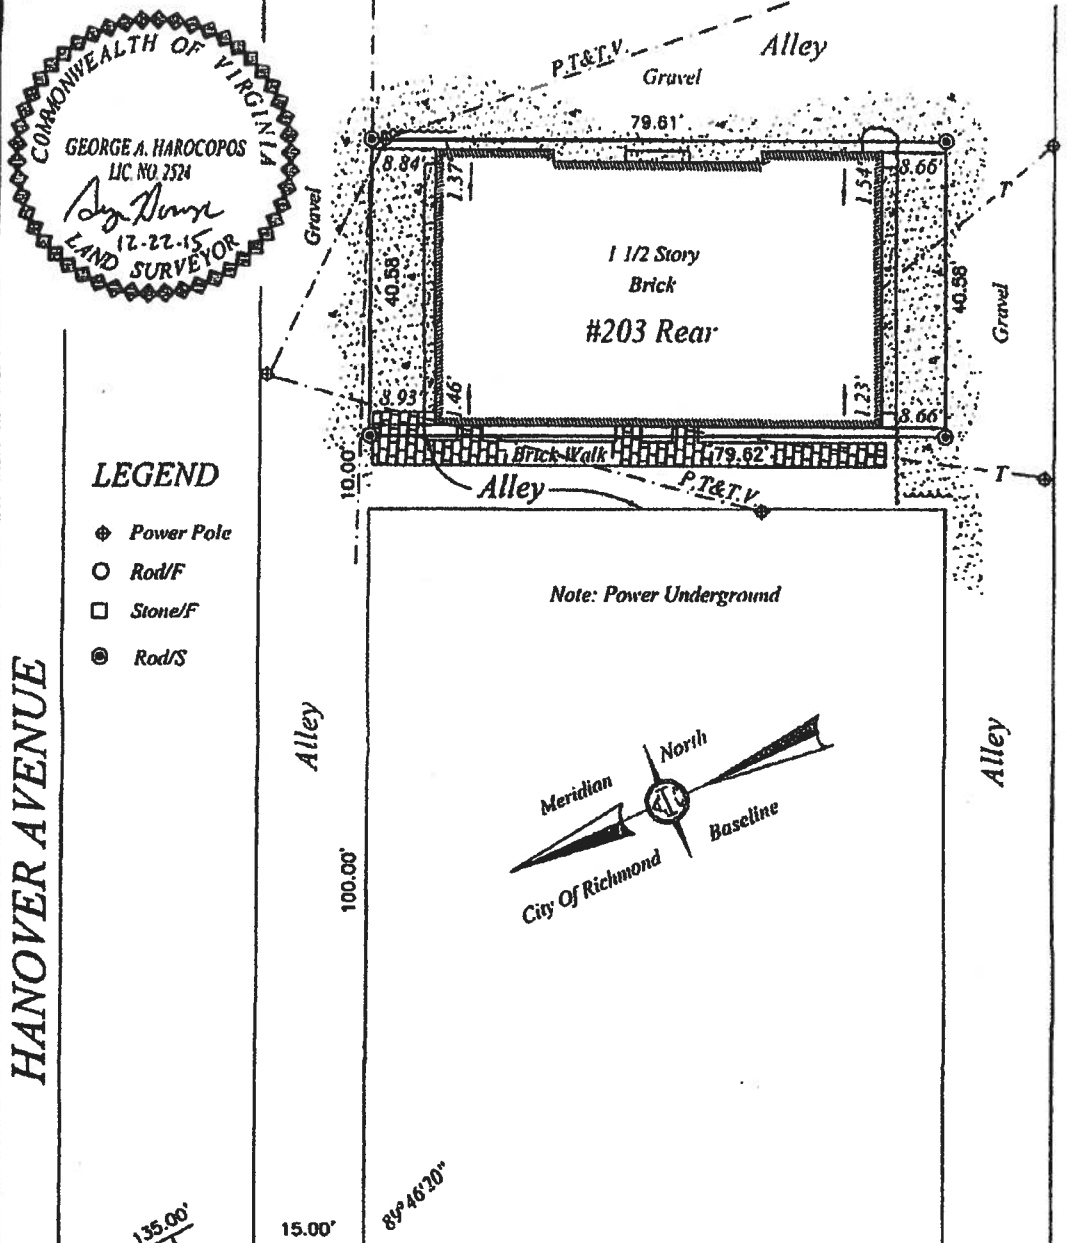 COMMONWEALTH OF VIRGINIA
GEORGE A. HAROCOPOS
LIC. NO. 2524
12-22-15
LAND SURVEYOR
Alley
P.T&T.V.
Gravel
79.61'
8.84'
1.37'
1.54'
8.66'
T
Gravel
40.58'
1 1/2 Story
Brick
#203 Rear
40.58'
Gravel
8.93'
1.46'
1.23'
8.66'
Brick Walk
79.62'
10.00'
Alley
P.T&T.V.
T
LEGEND
Power Pole
Rod/F
Stone/F
Rod/S
Note: Power Underground
HANOVER AVENUE
Alley
Alley
North
Meridian
Baseline
City Of Richmond
100.00'
89°46'20"
135.00'
15.00'